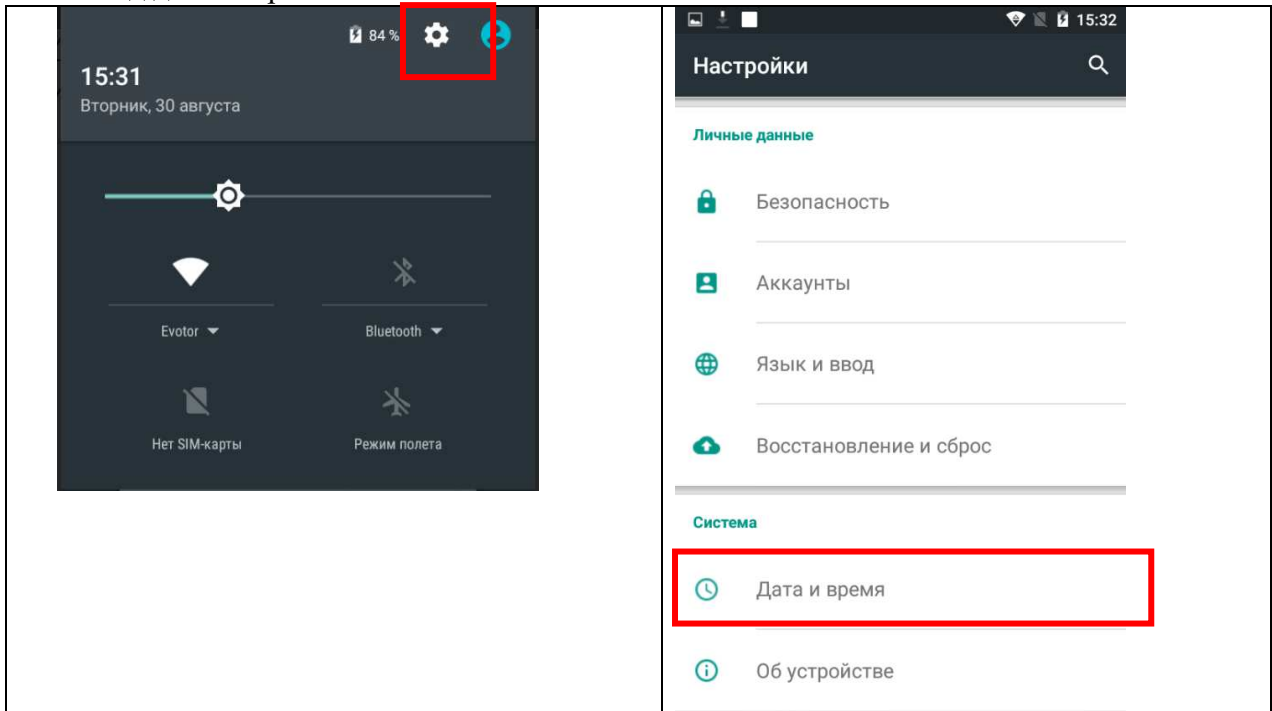 84 %
15:31
Вторник, 30 августа
Evotor
Bluetooth
Нет SIM-карты
Режим полета
15:32
Настройки
Личные данные
Безопасность
Аккаунты
Язык и ввод
Восстановление и сброс
Система
Дата и время
Об устройстве